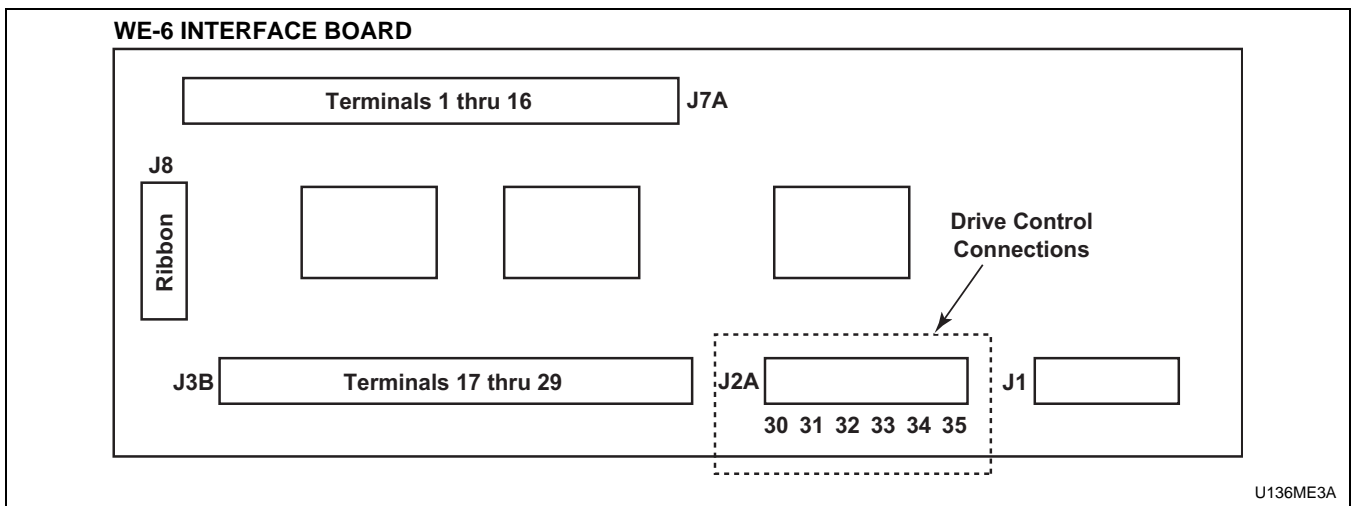 WE-6 INTERFACE BOARD
Terminals 1 thru 16
J7A
J8
Ribbon
Drive Control
Connections
J3B
Terminals 17 thru 29
J2A
J1
30 31 32 33 34 35
U136ME3A